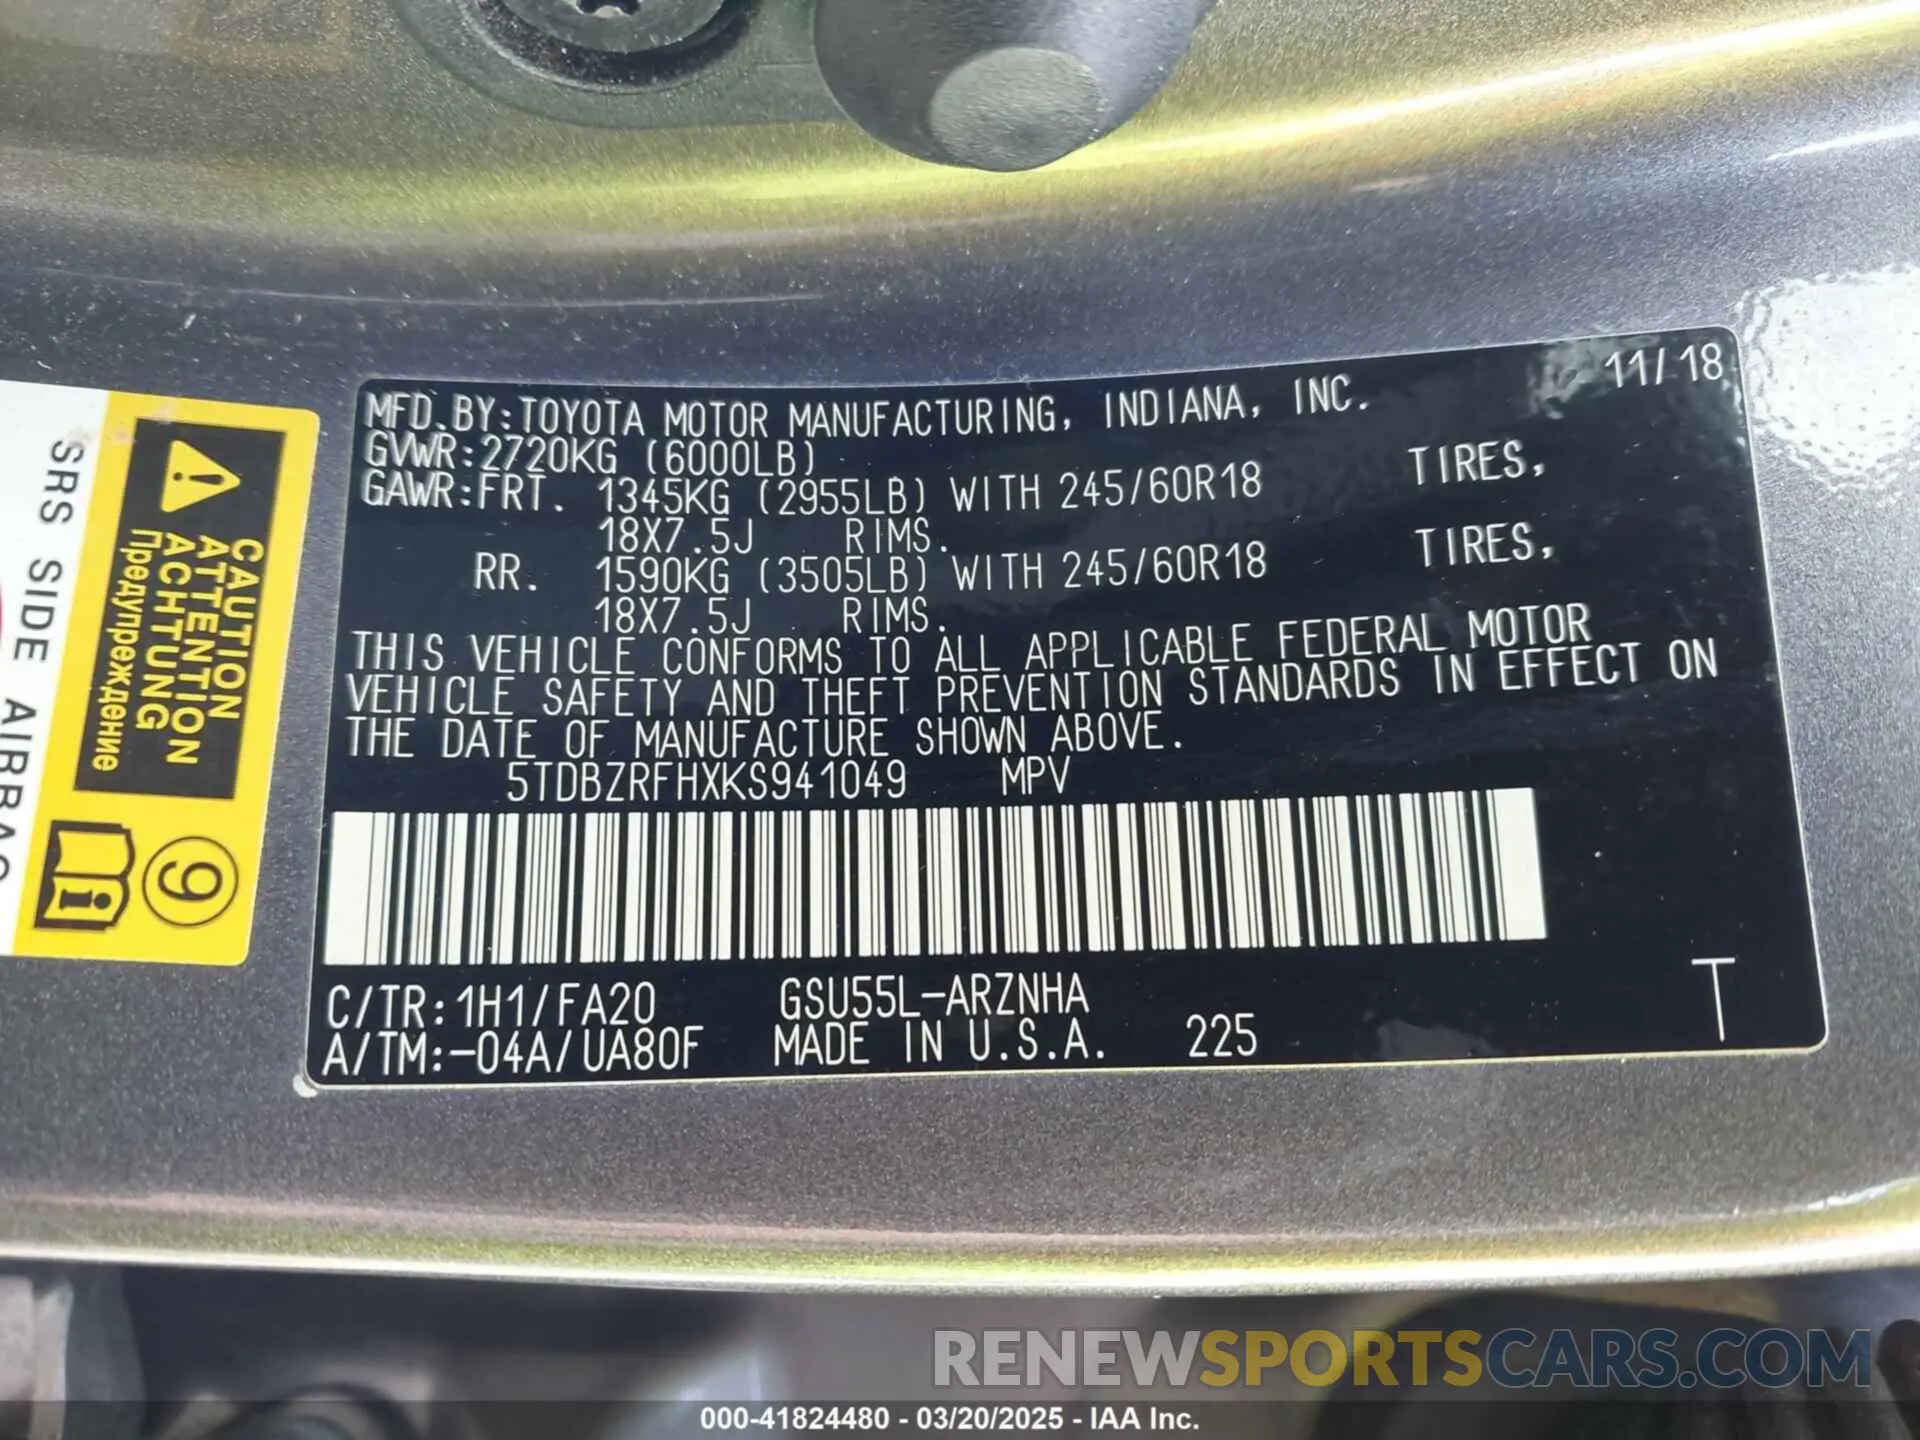 11/18
MFD.BY:TOYOTA MOTOR MANUFACTURING, INDIANA, INC.
GVWR:2720KG (6000LB)
GAWR:FRT. 1345KG (2955LB) WITH 245/60R18 TIRES,
18X7.5J RIMS.
RR. 1590KG (3505LB) WITH 245/60R18 TIRES,
18X7.5J RIMS.
THIS VEHICLE CONFORMS TO ALL APPLICABLE FEDERAL MOTOR
VEHICLE SAFETY AND THEFT PREVENTION STANDARDS IN EFFECT ON
THE DATE OF MANUFACTURE SHOWN ABOVE.
5TDBZRFHXKS941049 MPV
C/TR:1H1/FA20 GSU55L-ARZNHA
A/TM:-04A/UA80F MADE IN U.S.A. 225
T
CAUTION
ATTENTION
ACHTUNG
Предупреждение
9
SRS SIDE AIRBAG
RENEWSPORTSCARS.COM
000-41824480 - 03/20/2025 - IAA Inc.